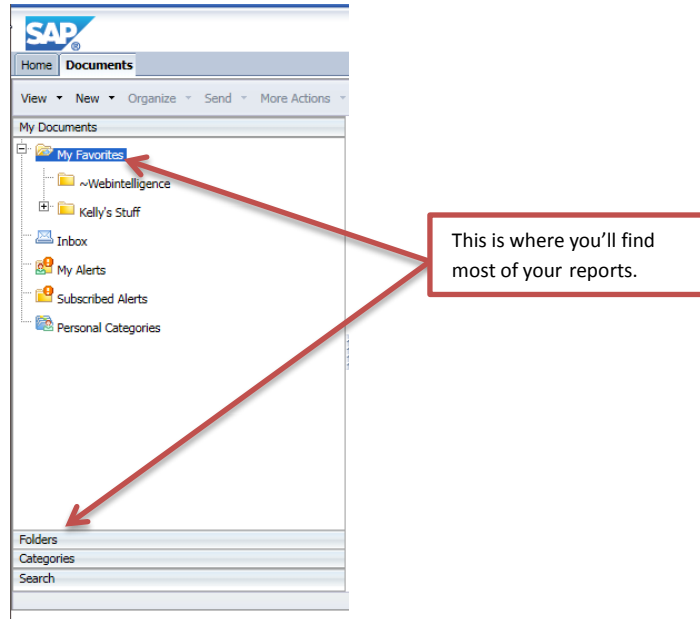 SAP®
Home Documents
View New Organize Send More Actions
My Documents
My Favorites
~Webintelligence
Kelly's Stuff
Inbox
My Alerts
Subscribed Alerts
Personal Categories
This is where you’ll find
most of your reports.
Folders
Categories
Search